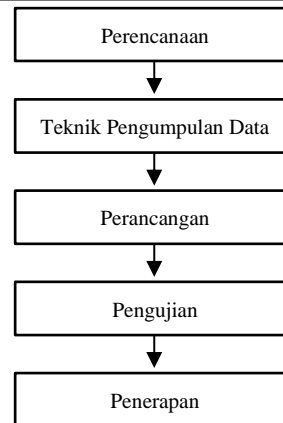 Perencanaan
Teknik Pengumpulan Data
Perancangan
Pengujian
Penerapan